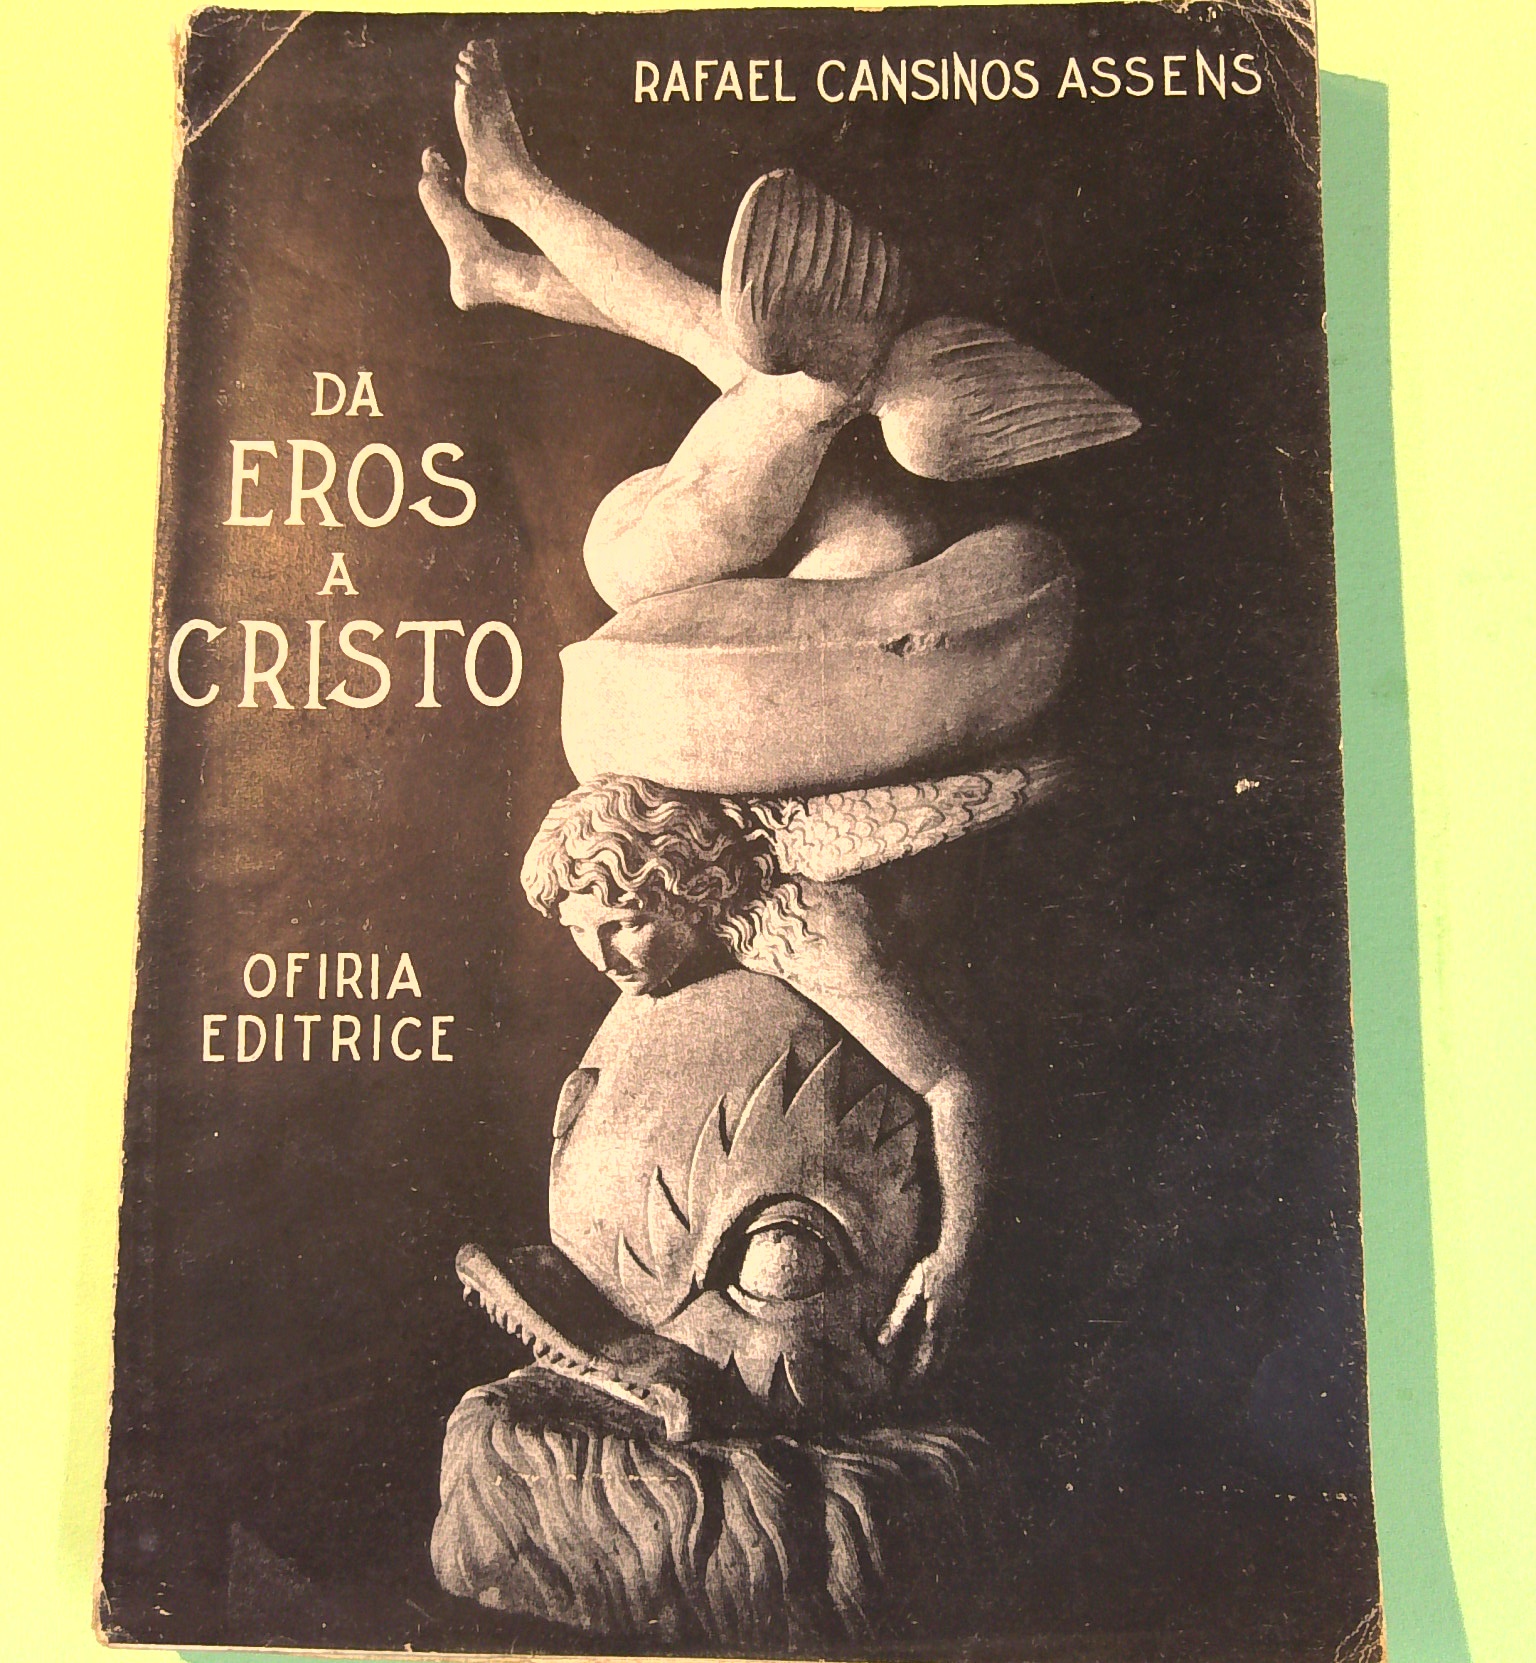 RAFAEL CANSINOS ASSENS
DA
EROS
A
CRISTO
OFIRIA
EDITRICE